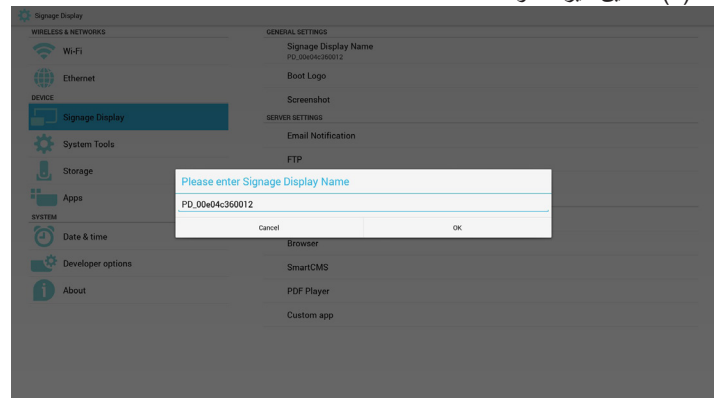 Signage Display
WIRELESS & NETWORKS
Wi-Fi
Ethernet
DEVICE
Signage Display
System Tools
Storage
Apps
SYSTEM
Date & time
Developer options
About
GENERAL SETTINGS
Signage Display Name
PD_00e04c360012
Boot Logo
Screenshot
SERVER SETTINGS
Email Notification
FTP
Please enter Signage Display Name
PD_00e04c360012
Cancel
OK
Browser
SmartCMS
PDF Player
Custom app